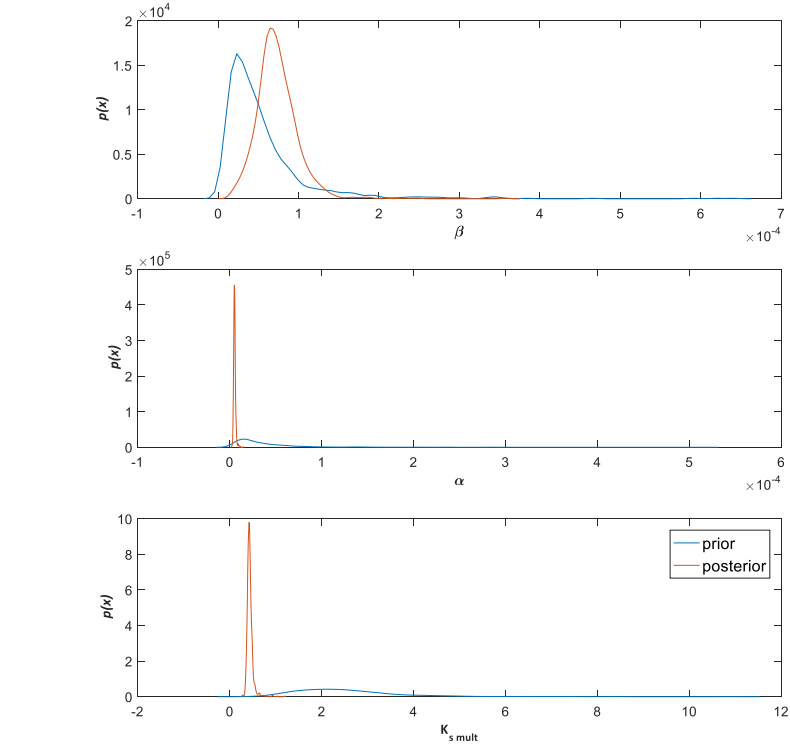 ×10^4
2
1.5
1
0.5
0
p(x)
-1 0 1 2 3 4 5 6 7
β
×10^-4
×10^5
5
4
3
2
1
0
p(x)
-1 0 1 2 3 4 5 6
α
×10^-4
10
8
6
4
2
0
p(x)
prior
posterior
-2 0 2 4 6 8 10 12
K_s mult